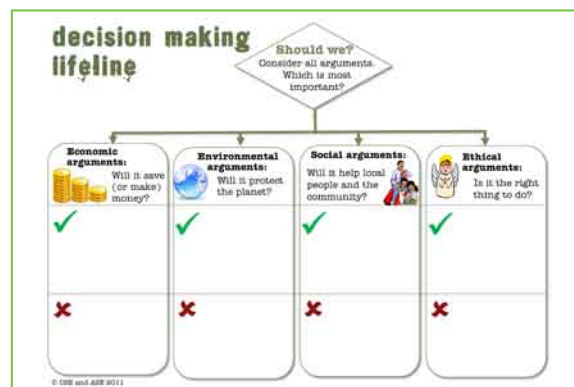 decision making
lifeline
Should we?
Consider all arguments.
Which is most
important?
Economic
arguments:
Will it save
(or make)
money?
Environmental
arguments:
Will it protect
the planet?
Social arguments:
Will it help local
people and the
community?
Ethical
arguments:
Is it the right
thing to do?
and ASE 2011